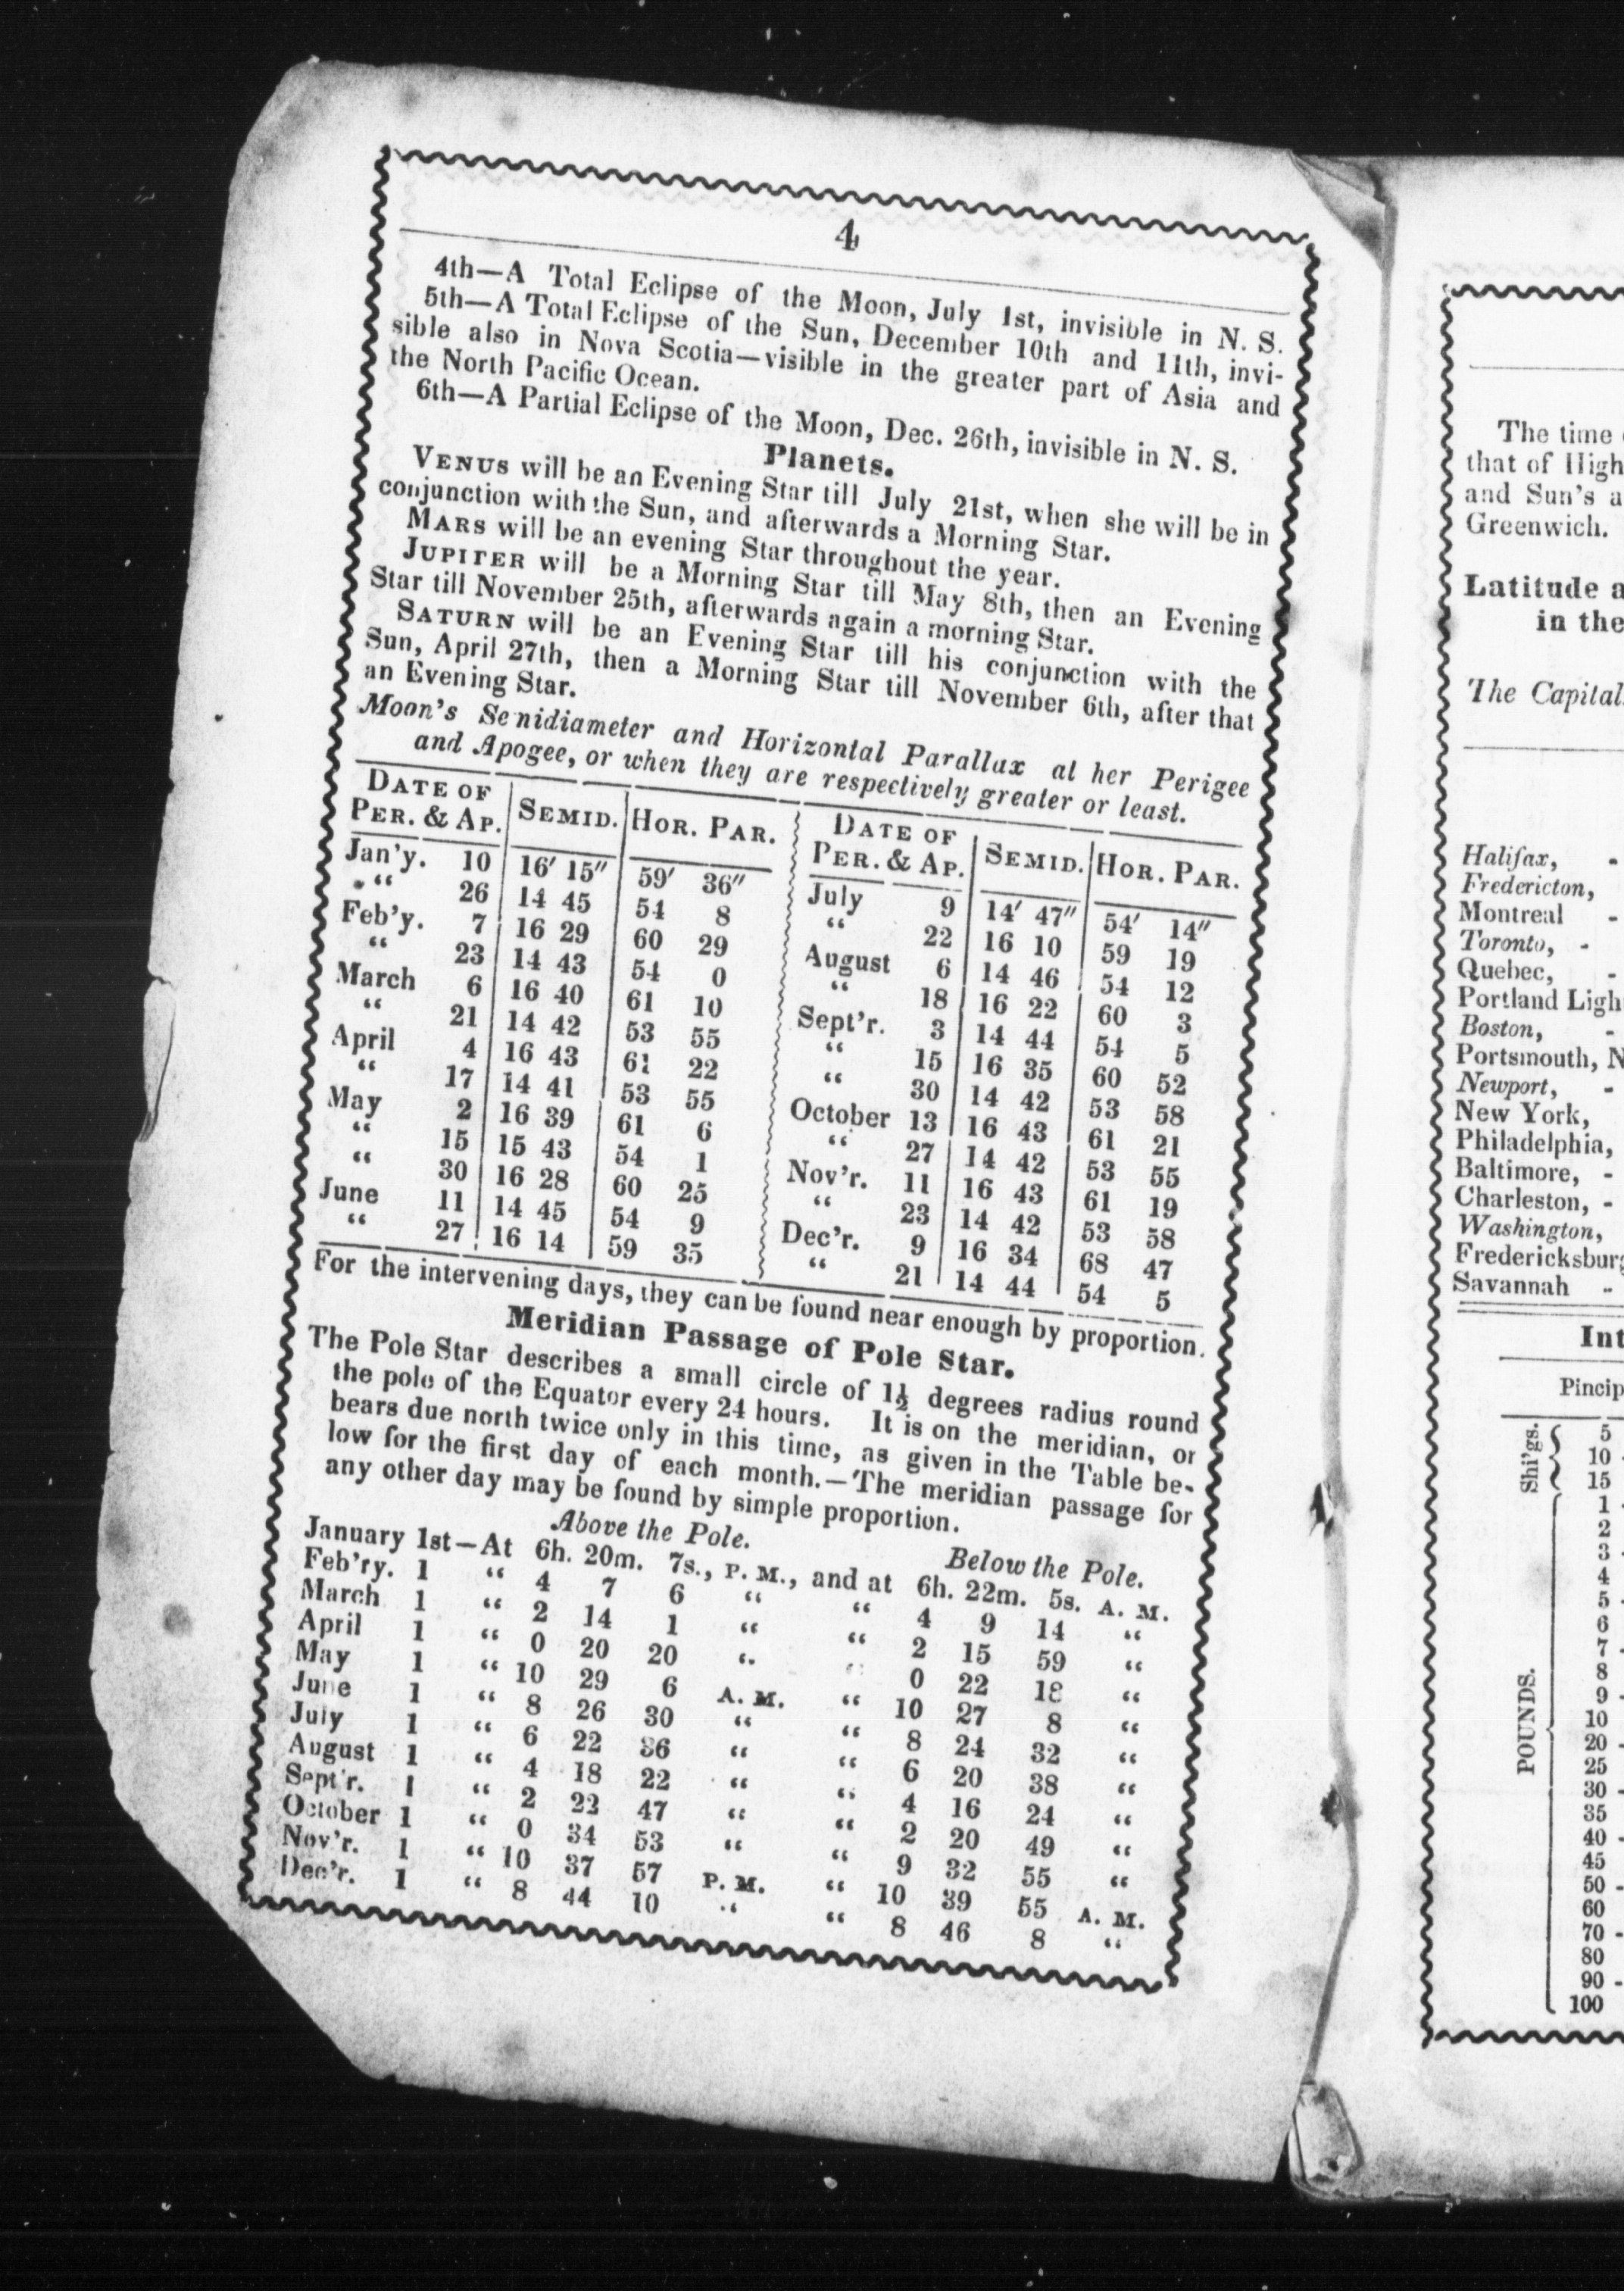 4
4th—A Total Eclipse of the Moon, July 1st, invisible in N. S.
5th—A Total Eclipse of the Sun, December 10th and 11th, invi-
sible also in Nova Scotia—visible in the greater part of Asia and
the North Pacific Ocean.
6th—A Partial Eclipse of the Moon, Dec. 26th, invisible in N. S.
Planets.
VENUS will be an Evening Star till July 21st, when she will be in
conjunction with the Sun, and afterwards a Morning Star.
MARS will be an evening Star throughout the year.
JUPITER will be a Morning Star till May 8th, then an Evening
Star till November 25th, afterwards again a morning Star.
SATURN will be an Evening Star till his conjunction with the
Sun, April 27th, then a Morning Star till November 6th, after that
an Evening Star.
Moon's Semidiameter and Horizontal Parallax at her Perigee
and Apogee, or when they are respectively greater or least.
DATE OF PER. & AP. SEMID. HOR. PAR. DATE OF PER. & AP. SEMID. HOR. PAR.
Jan'y. 10 16' 15" 59' 36" July 9 14' 47" 54' 14"
" 26 14 45 54 8 " 22 16 10 59 19
Feb'y. 7 16 29 60 29 August 6 14 46 54 12
" 23 14 43 54 0 " 18 16 22 60 3
March 6 16 40 61 10 Sept'r. 3 14 44 54 5
" 21 14 42 53 55 " 15 16 35 60 52
April 4 16 43 61 22 " 30 14 42 53 58
" 17 14 41 53 55 October 13 16 43 61 21
May 2 16 39 61 6 " 27 14 42 53 55
" 15 15 43 54 1 Nov'r. 11 16 43 61 19
" 30 16 28 60 25 " 23 14 42 53 58
June 11 14 45 54 9 Dec'r. 9 16 34 68 47
" 27 16 14 59 35 " 21 14 44 54 5
For the intervening days, they can be found near enough by proportion.
Meridian Passage of Pole Star.
The Pole Star describes a small circle of 1½ degrees radius round
the pole of the Equator every 24 hours. It is on the meridian, or
bears due north twice only in this time, as given in the Table be-
low for the first day of each month.—The meridian passage for
any other day may be found by simple proportion.
Above the Pole. Below the Pole.
January 1st—At 6h. 20m. 7s., P. M., and at 6h. 22m. 5s. A. M.
Feb'ry. 1 " 4 7 6 " " 4 9 14 "
March 1 " 2 14 1 " " 2 15 59 "
April 1 " 0 20 20 " " 0 22 18 "
May 1 " 10 29 6 A. M. " 10 27 8 "
June 1 " 8 26 30 " " 8 24 32 "
July 1 " 6 22 36 " " 6 20 38 "
August 1 " 4 18 22 " " 4 16 24 "
Sept'r. 1 " 2 22 47 " " 2 20 49 "
October 1 " 0 34 53 " " 9 32 55 "
Nov'r. 1 " 10 37 57 P. M. " 10 39 55 A. M.
Dec'r. 1 " 8 44 10 " " 8 46 8 "
The time
that of High
and Sun's a
Greenwich.
Latitude a
in the
The Capital
Halifax, -
Fredericton,
Montreal -
Toronto, -
Quebec, -
Portland Ligh
Boston, -
Portsmouth, N
Newport, -
New York,
Philadelphia,
Baltimore, -
Charleston, -
Washington,
Fredericksburg
Savannah -
Int
Pincip
Shi'gs.
5
10
15
POUNDS.
1
2
3
4
5
6
7
8
9
10
20
25
30
35
40
45
50
60
70
80
90
100